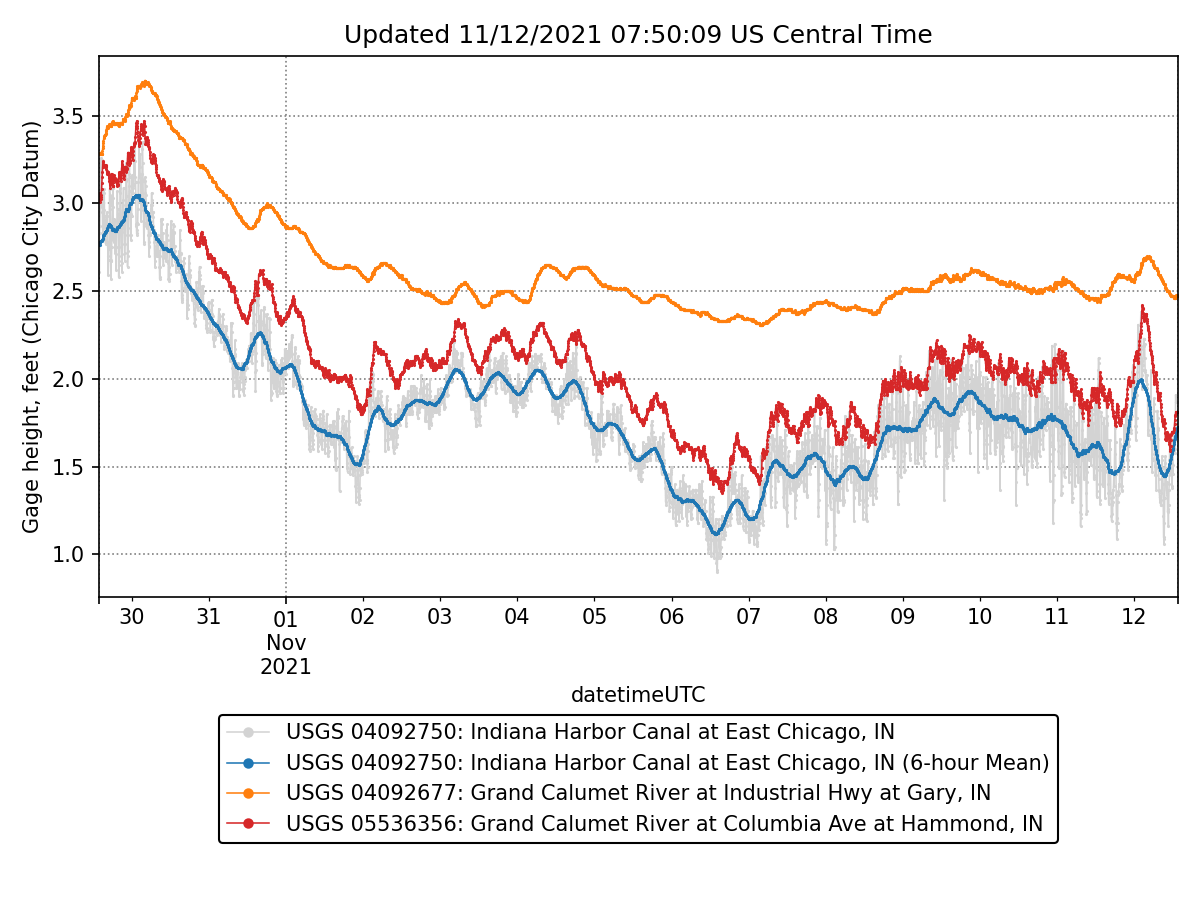 Updated 11/12/2021 07:50:09 US Central Time
Gage height, feet (Chicago City Datum)
3.5
3.0
2.5
2.0
1.5
1.0
30 31 01 02 03 04 05 06 07 08 09 10 11 12
Nov
2021
datetimeUTC
USGS 04092750: Indiana Harbor Canal at East Chicago, IN
USGS 04092750: Indiana Harbor Canal at East Chicago, IN (6-hour Mean)
USGS 04092677: Grand Calumet River at Industrial Hwy at Gary, IN
USGS 05536356: Grand Calumet River at Columbia Ave at Hammond, IN